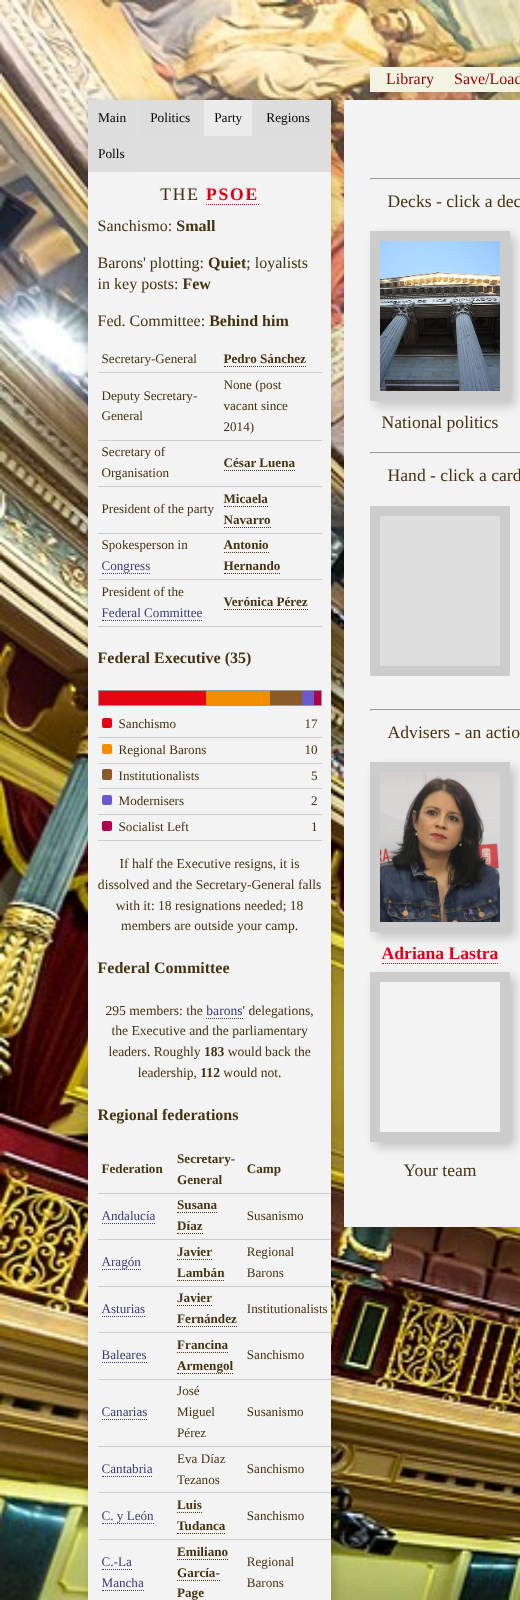 Library Save/Load
Main Politics Party Regions
Polls
THE PSOE
Sanchismo: Small
Barons' plotting: Quiet; loyalists
in key posts: Few
Fed. Committee: Behind him
Secretary-General Pedro Sánchez
Deputy Secretary-
General
None (post
vacant since
2014)
Secretary of
Organisation
César Luena
President of the party
Micaela
Navarro
Spokesperson in
Congress
Antonio
Hernando
President of the
Federal Committee
Verónica Pérez
Federal Executive (35)
Sanchismo 17
Regional Barons 10
Institutionalists 5
Modernisers 2
Socialist Left 1
If half the Executive resigns, it is
dissolved and the Secretary-General falls
with it: 18 resignations needed; 18
members are outside your camp.
Federal Committee
295 members: the barons' delegations,
the Executive and the parliamentary
leaders. Roughly 183 would back the
leadership, 112 would not.
Regional federations
Federation
Secretary-
General
Camp
Andalucía
Susana
Díaz
Susanismo
Aragón
Javier
Lambán
Regional
Barons
Asturias
Javier
Fernández
Institutionalists
Baleares
Francina
Armengol
Sanchismo
Canarias
José
Miguel
Pérez
Susanismo
Cantabria
Eva Díaz
Tezanos
Sanchismo
C. y León
Luis
Tudanca
Sanchismo
C.-La
Mancha
Emiliano
García-
Page
Regional
Barons
Decks - click a dec
National politics
Hand - click a card
Advisers - an actio
Adriana Lastra
Your team